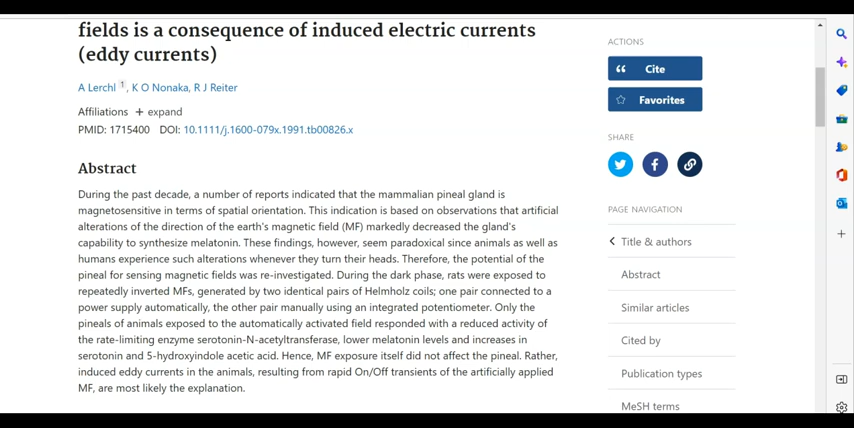 fields is a consequence of induced electric currents
(eddy currents)
A Lerchl 1, K O Nonaka, R J Reiter
Affiliations + expand
PMID: 1715400 DOI: 10.1111/j.1600-079x.1991.tb00826.x
Abstract
During the past decade, a number of reports indicated that the mammalian pineal gland is
magnetosensitive in terms of spatial orientation. This indication is based on observations that artificial
alterations of the direction of the earth's magnetic field (MF) markedly decreased the gland's
capability to synthesize melatonin. These findings, however, seem paradoxical since animals as well as
humans experience such alterations whenever they turn their heads. Therefore, the potential of the
pineal for sensing magnetic fields was re-investigated. During the dark phase, rats were exposed to
repeatedly inverted MFs, generated by two identical pairs of Helmholz coils; one pair connected to a
power supply automatically, the other pair manually using an integrated potentiometer. Only the
pineals of animals exposed to the automatically activated field responded with a reduced activity of
the rate-limiting enzyme serotonin-N-acetyltransferase, lower melatonin levels and increases in
serotonin and 5-hydroxyindole acetic acid. Hence, MF exposure itself did not affect the pineal. Rather,
induced eddy currents in the animals, resulting from rapid On/Off transients of the artificially applied
MF, are most likely the explanation.
ACTIONS
Cite
Favorites
SHARE
PAGE NAVIGATION
Title & authors
Abstract
Similar articles
Cited by
Publication types
MeSH terms